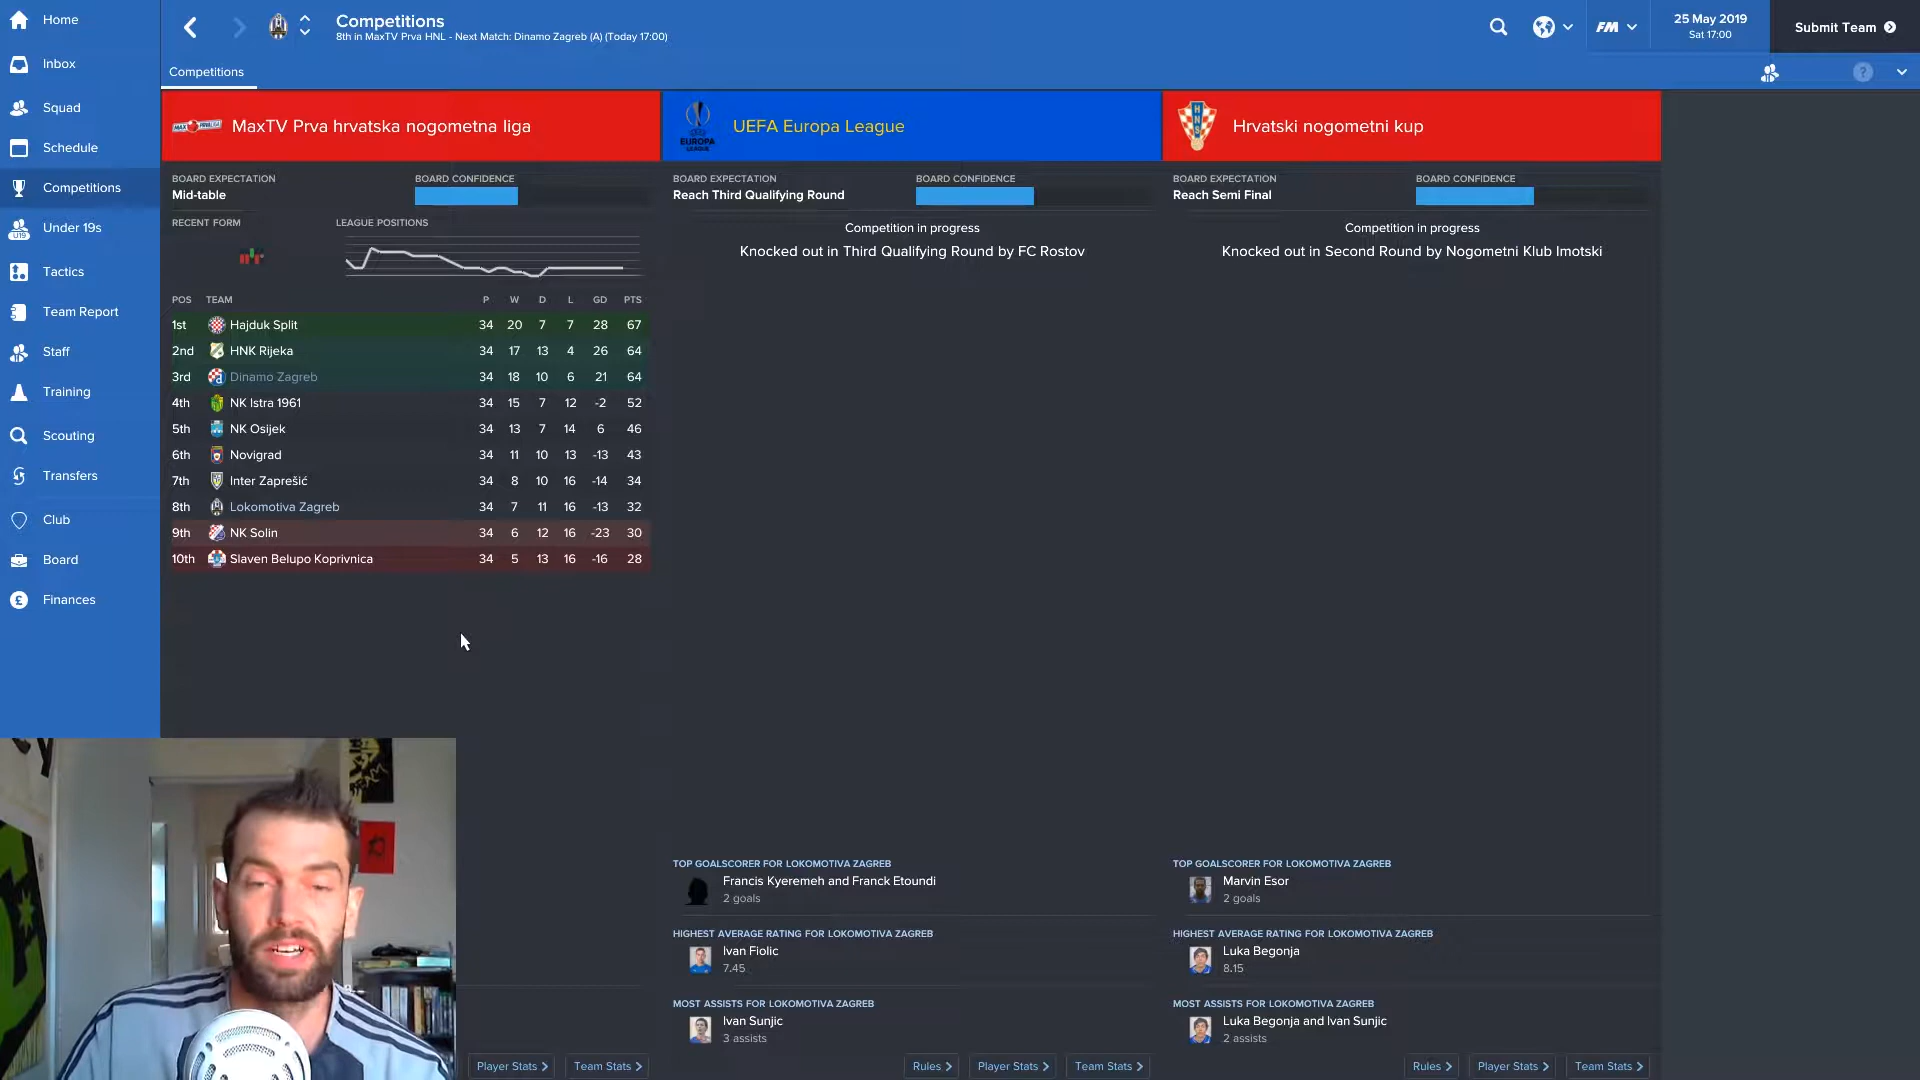 Home
Inbox
Squad
Schedule
Competitions
Under 19s
Tactics
Team Report
Staff
Training
Scouting
Transfers
Club
Board
Finances
Competitions
8th in MaxTV Prva HNL - Next Match: Dinamo Zagreb (A) (Today 17:00)
FM
25 May 2019
Sat 17:00
Submit Team
Competitions
?
MaxTV Prva hrvatska nogometna liga
BOARD EXPECTATION
Mid-table
BOARD CONFIDENCE
RECENT FORM
LEAGUE POSITIONS
POS TEAM P W D L GD PTS
1st Hajduk Split 34 20 7 7 28 67
2nd HNK Rijeka 34 17 13 4 26 64
3rd Dinamo Zagreb 34 18 10 6 21 64
4th NK Istra 1961 34 15 7 12 -2 52
5th NK Osijek 34 13 7 14 6 46
6th Novigrad 34 11 10 13 -13 43
7th Inter Zaprešić 34 8 10 16 -14 34
8th Lokomotiva Zagreb 34 7 11 16 -13 32
9th NK Solin 34 6 12 16 -23 30
10th Slaven Belupo Koprivnica 34 5 13 16 -16 28
Player Stats
Team Stats
EUROPA
UEFA Europa League
BOARD EXPECTATION
Reach Third Qualifying Round
BOARD CONFIDENCE
Competition in progress
Knocked out in Third Qualifying Round by FC Rostov
TOP GOALSCORER FOR LOKOMOTIVA ZAGREB
Francis Kyeremeh and Franck Etoundi
2 goals
HIGHEST AVERAGE RATING FOR LOKOMOTIVA ZAGREB
Ivan Fiolic
7.45
MOST ASSISTS FOR LOKOMOTIVA ZAGREB
Ivan Sunjic
3 assists
Rules
Player Stats
Team Stats
HNS
Hrvatski nogometni kup
BOARD EXPECTATION
Reach Semi Final
BOARD CONFIDENCE
Competition in progress
Knocked out in Second Round by Nogometni Klub Imotski
TOP GOALSCORER FOR LOKOMOTIVA ZAGREB
Marvin Esor
2 goals
HIGHEST AVERAGE RATING FOR LOKOMOTIVA ZAGREB
Luka Begonja
8.15
MOST ASSISTS FOR LOKOMOTIVA ZAGREB
Luka Begonja and Ivan Sunjic
2 assists
Rules
Player Stats
Team Stats